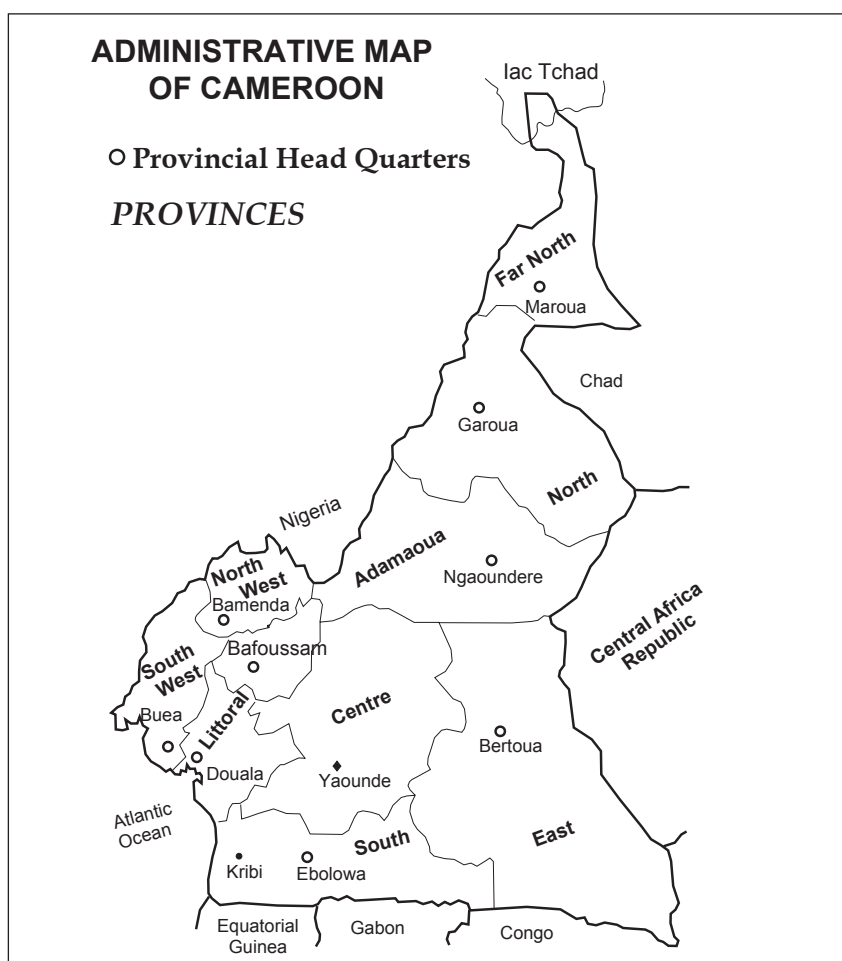 ADMINISTRATIVE MAP
OF CAMEROON
Provincial Head Quarters
PROVINCES
lac Tchad
Far North
Maroua
Chad
Garoua
North
Nigeria
Adamaoua
Ngaoundere
North
West
Bamenda
Central Africa
Republic
South
West
Bafoussam
Buea
Littoral
Centre
Bertoua
Douala
Yaounde
Atlantic
Ocean
South
East
Kribi
Ebolowa
Equatorial
Guinea
Gabon
Congo